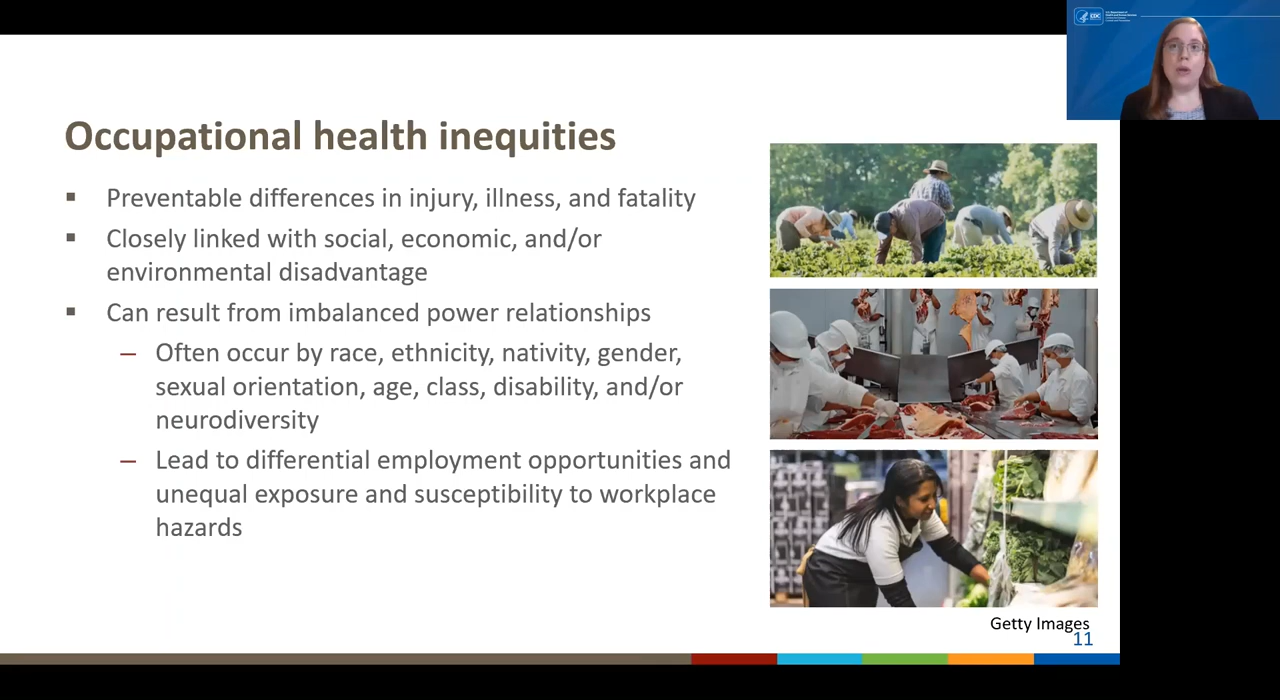 CDC
Occupational health inequities
▪ Preventable differences in injury, illness, and fatality
▪ Closely linked with social, economic, and/or
environmental disadvantage
▪ Can result from imbalanced power relationships
– Often occur by race, ethnicity, nativity, gender,
sexual orientation, age, class, disability, and/or
neurodiversity
– Lead to differential employment opportunities and
unequal exposure and susceptibility to workplace
hazards
Getty Images
11